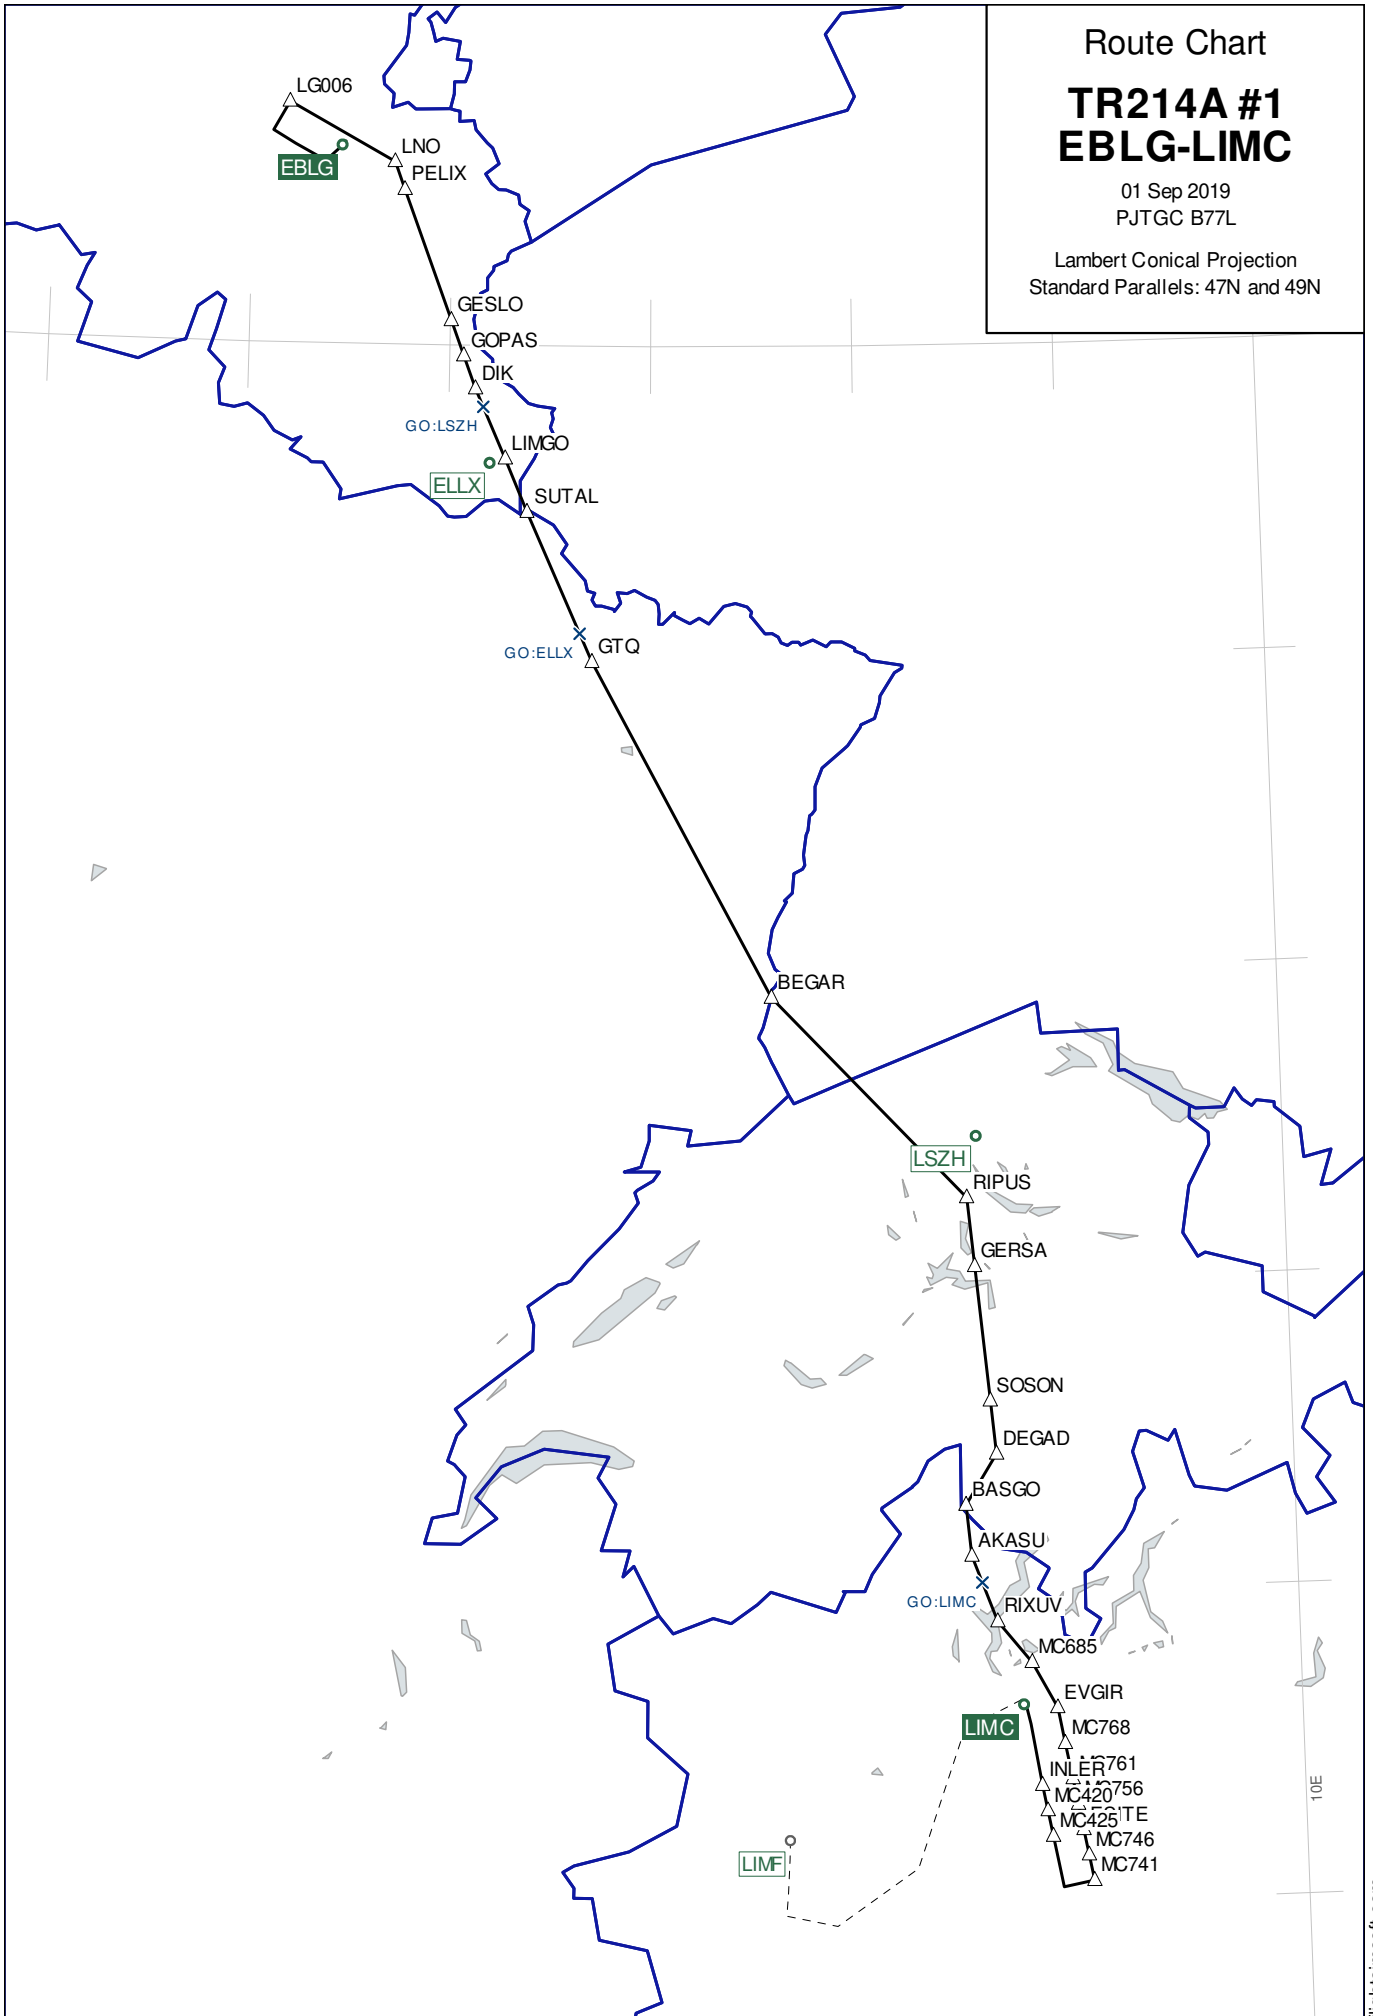 Route Chart
TR214A #1
EBLG-LIMC
01 Sep 2019
PJTGC B77L
Lambert Conical Projection
Standard Parallels: 47N and 49N
LG006
EBLG
LNO
PELIX
GESLO
GOPAS
DIK
GO:LSZH
LIMGO
ELLX
SUTAL
GO:ELLX
GTQ
BEGAR
LSZH
RIPUS
GERSA
SOSON
DEGAD
BASGO
AKASU
GO:LIMC
RIXUV
MC685
EVGIR
LIMC
MC768
INLER
MC420
MC425
MC746
MC741
LIMF
10E